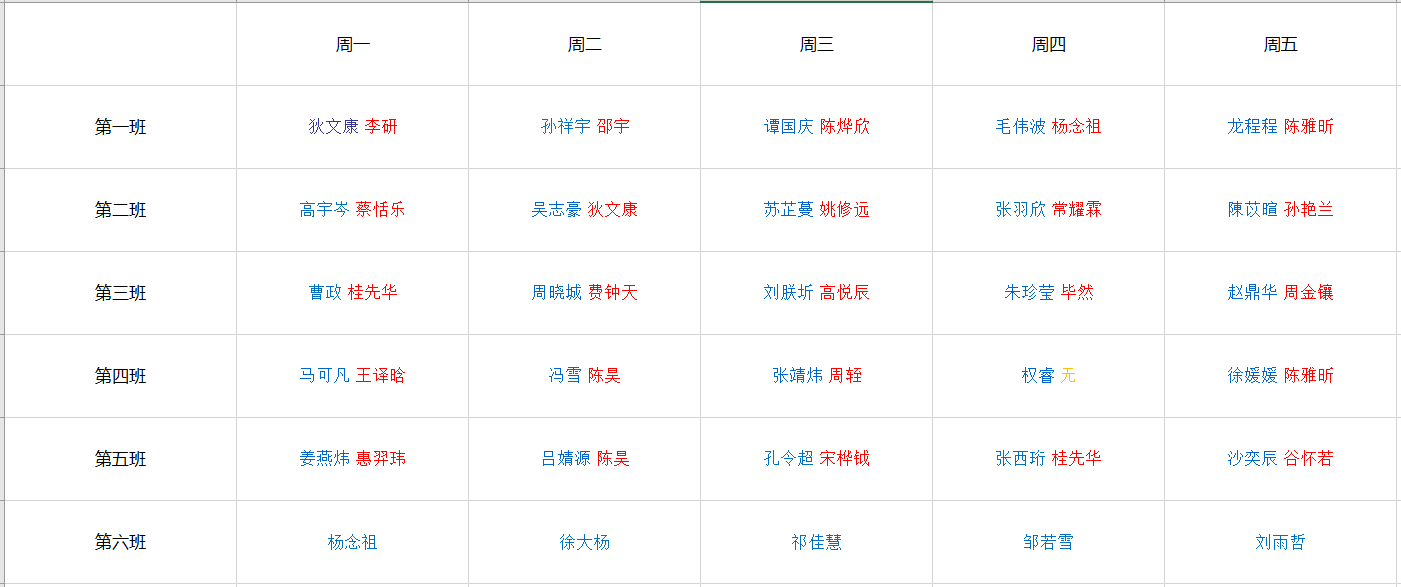 周一 周二 周三 周四 周五
第一班 狄文康 李研 孙祥宇 邵宇 谭国庆 陈烨欣 毛伟波 杨念祖 龙程程 陈雅昕
第二班 高宇岑 蔡恬乐 吴志豪 狄文康 苏芷蔓 姚修远 张羽欣 常耀霖 陳苡暄 孙艳兰
第三班 曹政 桂先华 周晓城 费钟天 刘朕圻 高悦辰 朱珍莹 毕然 赵鼎华 周金镶
第四班 马可凡 王译晗 冯雪 陈昊 张靖炜 周轾 权睿 无 徐媛媛 陈雅昕
第五班 姜燕炜 惠羿玮 吕婧源 陈昊 孔令超 宋桦钺 张西珩 桂先华 沙奕辰 谷怀若
第六班 杨念祖 徐大杨 祁佳慧 邹若雪 刘雨哲